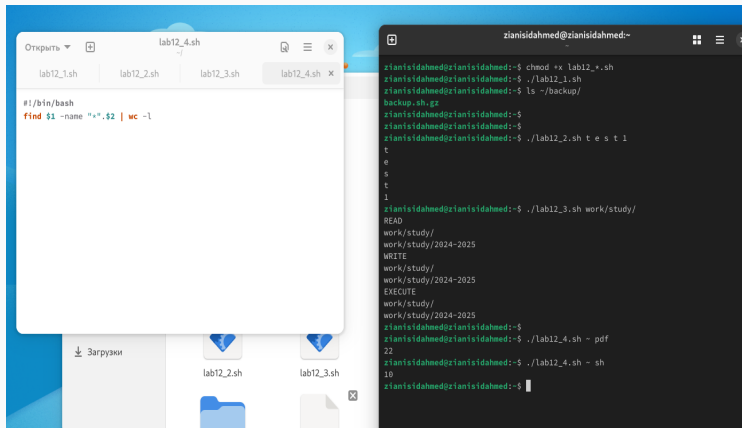 Открыть
lab12_4.sh
~/
lab12_1.sh
lab12_2.sh
lab12_3.sh
lab12_4.sh
#!/bin/bash
find $1 -name "*".$2 | wc -l
Загрузки
lab12_2.sh
lab12_3.sh
zianisidahmed@zianisidahmed:~
~
zianisidahmed@zianisidahmed:~$ chmod +x lab12_*.sh
zianisidahmed@zianisidahmed:~$ ./lab12_1.sh
zianisidahmed@zianisidahmed:~$ ls ~/backup/
backup.sh.gz
zianisidahmed@zianisidahmed:~$
zianisidahmed@zianisidahmed:~$
zianisidahmed@zianisidahmed:~$ ./lab12_2.sh t e s t 1
t
e
s
t
1
zianisidahmed@zianisidahmed:~$ ./lab12_3.sh work/study/
READ
work/study/
work/study/2024-2025
WRITE
work/study/
work/study/2024-2025
EXECUTE
work/study/
work/study/2024-2025
zianisidahmed@zianisidahmed:~$
zianisidahmed@zianisidahmed:~$ ./lab12_4.sh ~ pdf
22
zianisidahmed@zianisidahmed:~$ ./lab12_4.sh ~ sh
10
zianisidahmed@zianisidahmed:~$